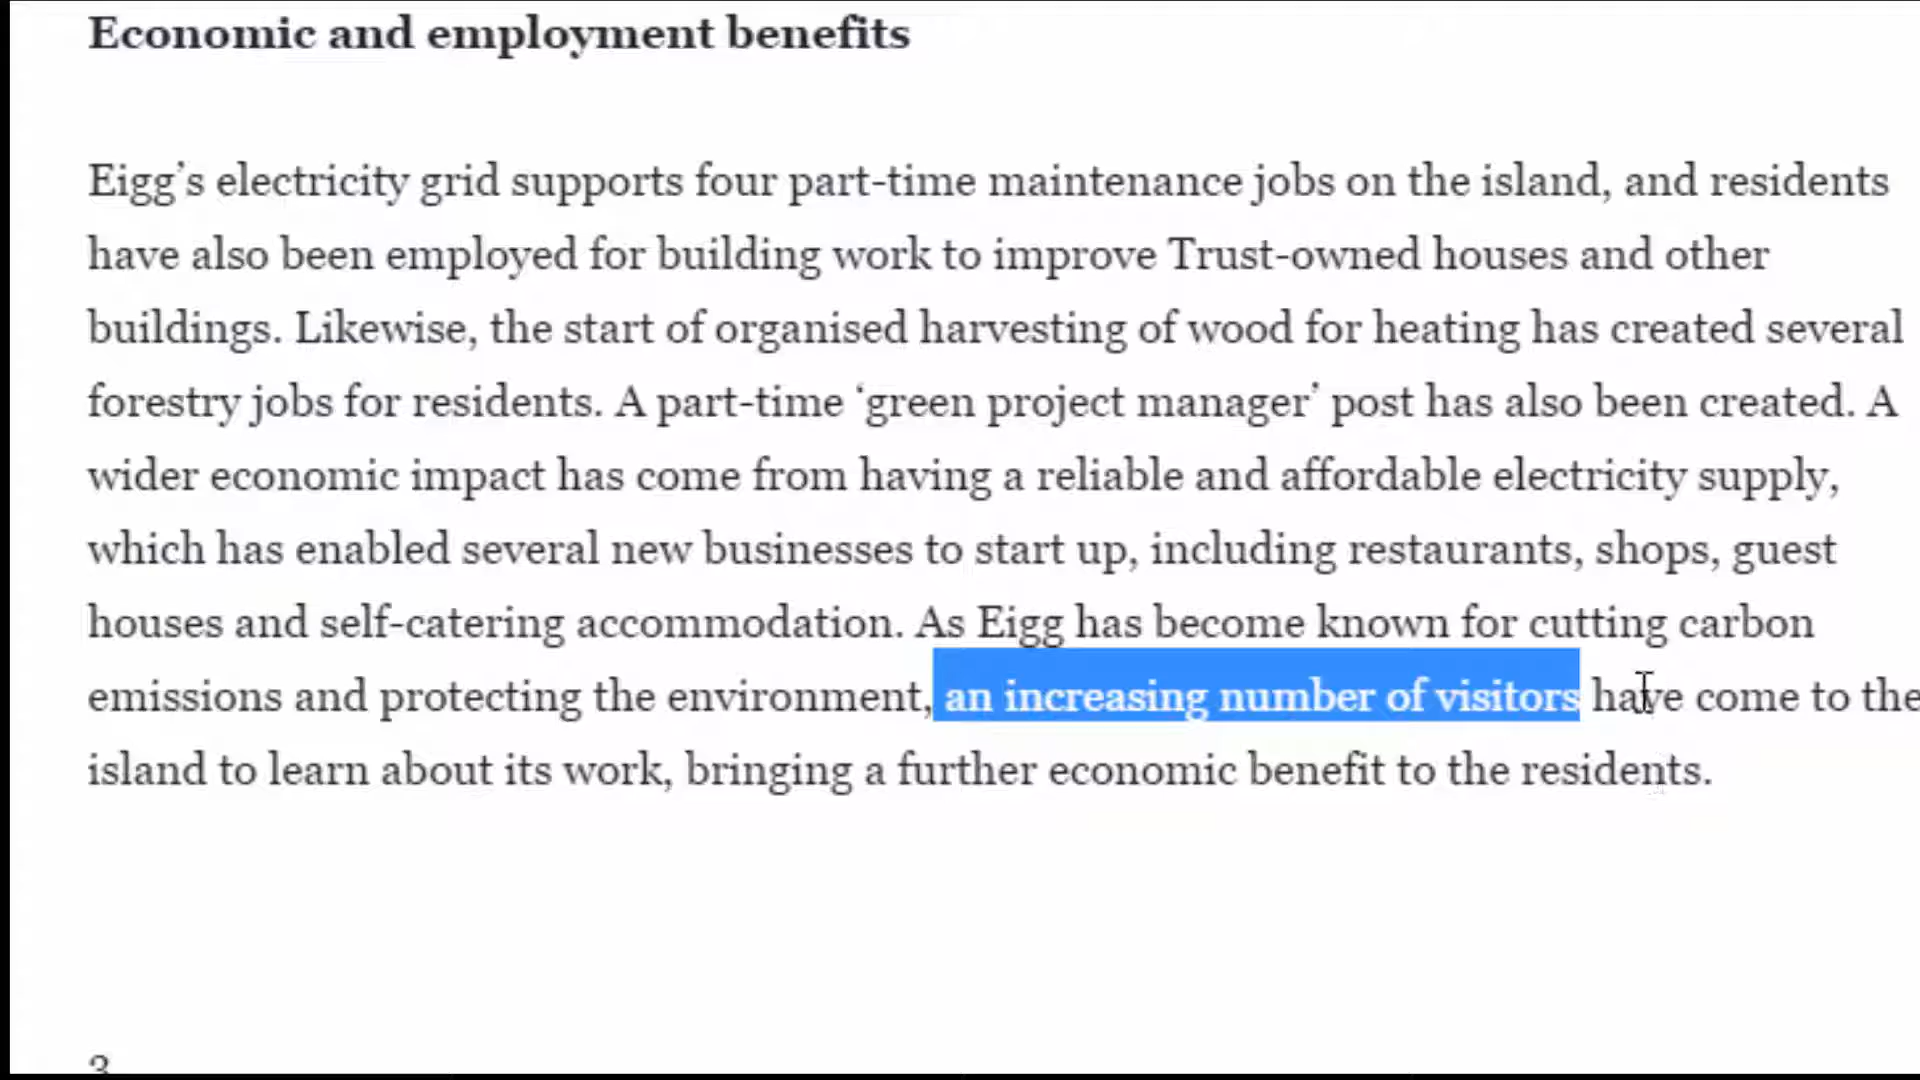 Economic and employment benefits
Eigg’s electricity grid supports four part-time maintenance jobs on the island, and residents
have also been employed for building work to improve Trust-owned houses and other
buildings. Likewise, the start of organised harvesting of wood for heating has created several
forestry jobs for residents. A part-time ‘green project manager’ post has also been created. A
wider economic impact has come from having a reliable and affordable electricity supply,
which has enabled several new businesses to start up, including restaurants, shops, guest
houses and self-catering accommodation. As Eigg has become known for cutting carbon
emissions and protecting the environment, an increasing number of visitors have come to the
island to learn about its work, bringing a further economic benefit to the residents.
3